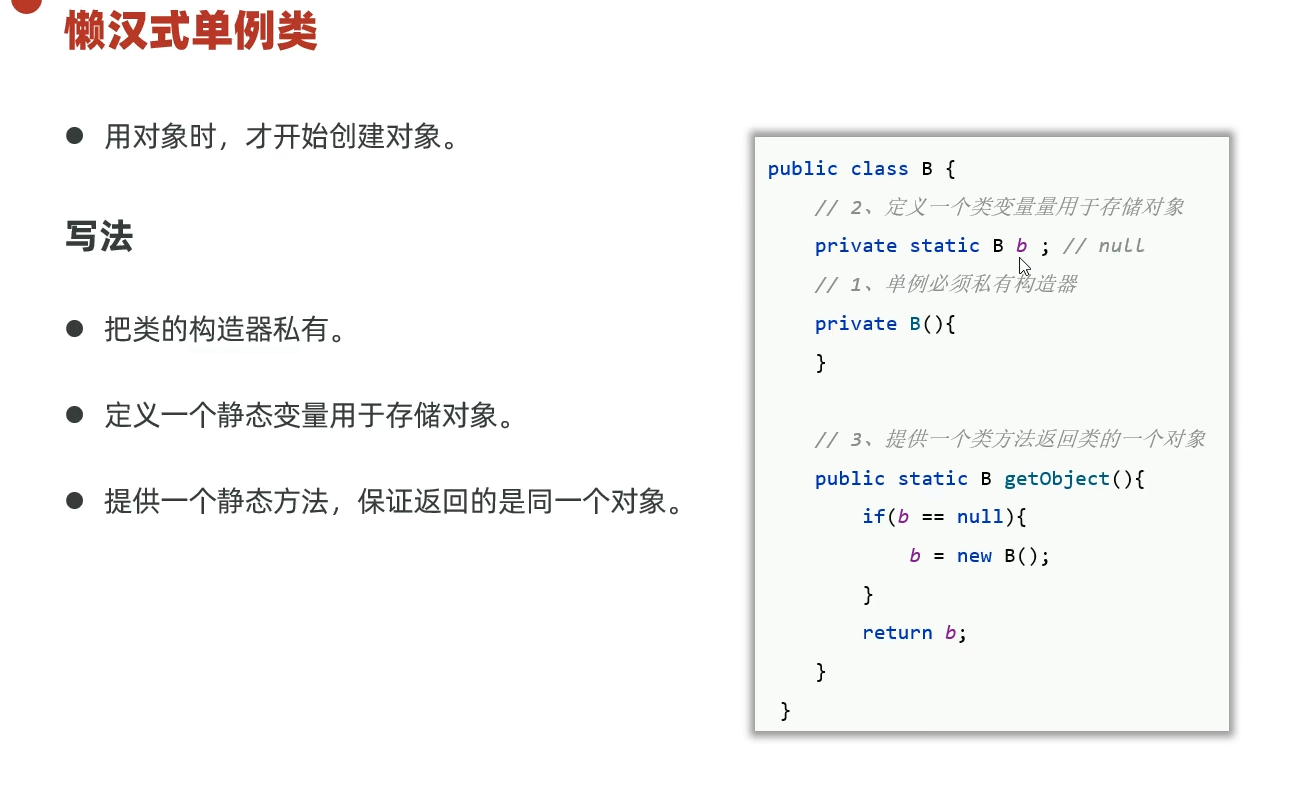 懒汉式单例类
用对象时，才开始创建对象。
写法
把类的构造器私有。
定义一个静态变量用于存储对象。
提供一个静态方法，保证返回的是同一个对象。
public class B {
    // 2、定义一个类变量量用于存储对象
    private static B b ; // null
    // 1、单例必须私有构造器
    private B(){
    }
    // 3、提供一个类方法返回类的一个对象
    public static B getObject(){
        if(b == null){
            b = new B();
        }
        return b;
    }
 }